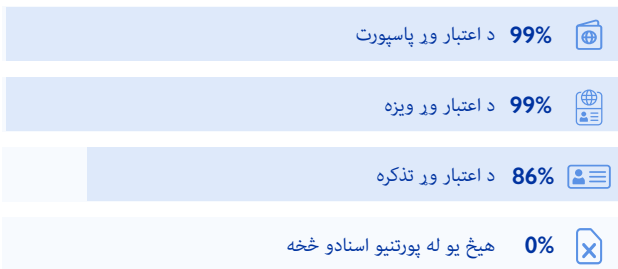 99% د اعتبار وړ پاسپورت
99% د اعتبار وړ ویزه
86% د اعتبار وړ تذکره
0% هیڅ یو له پورتنیو اسنادو څخه